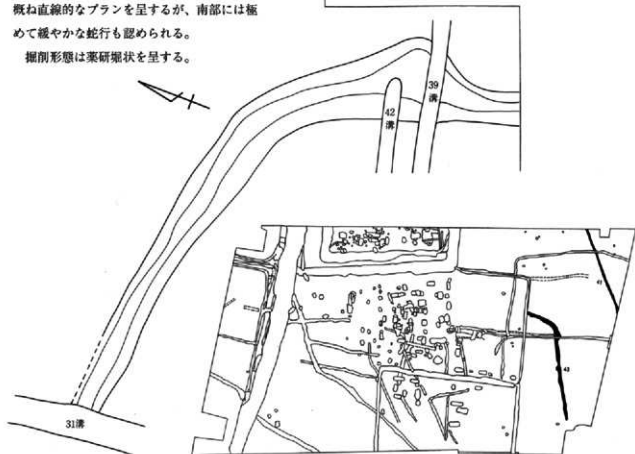 概ね直線的なプランを呈するが、南部には極
めて緩やかな蛇行も認められる。
掘削形態は薬研堀状を呈する。
39
溝
42
溝
31溝